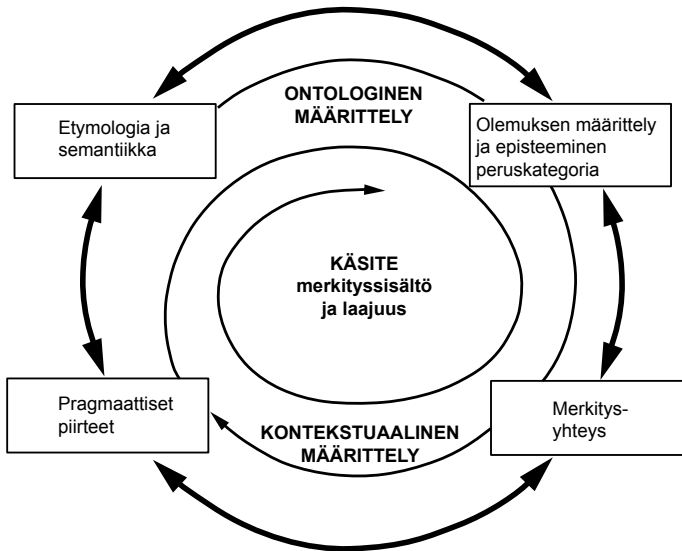 ONTOLOGINEN
MÄÄRITTELY
Etymologia ja
semantiikka
Olemuksen määrittely
ja episteeminen
peruskategoria
KÄSITE
merkityssisältö
ja laajuus
Pragmaattiset
piirteet
Merkitys-
yhteys
KONTEKSTUAALINEN
MÄÄRITTELY